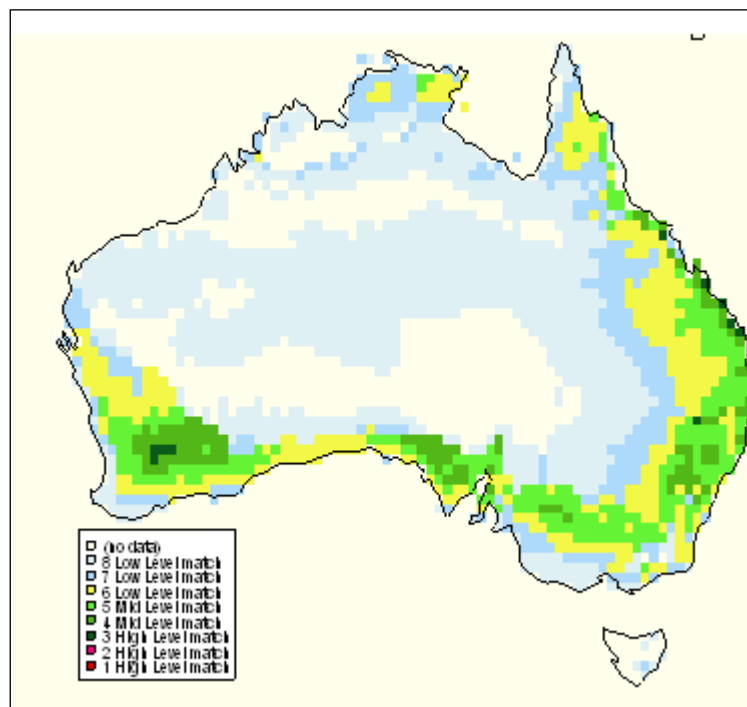 (no data)
8 Low Level match
7 Low Level match
6 Low Level match
5 Mid Level match
4 Mid Level match
3 High Level match
2 High Level match
1 High Level match